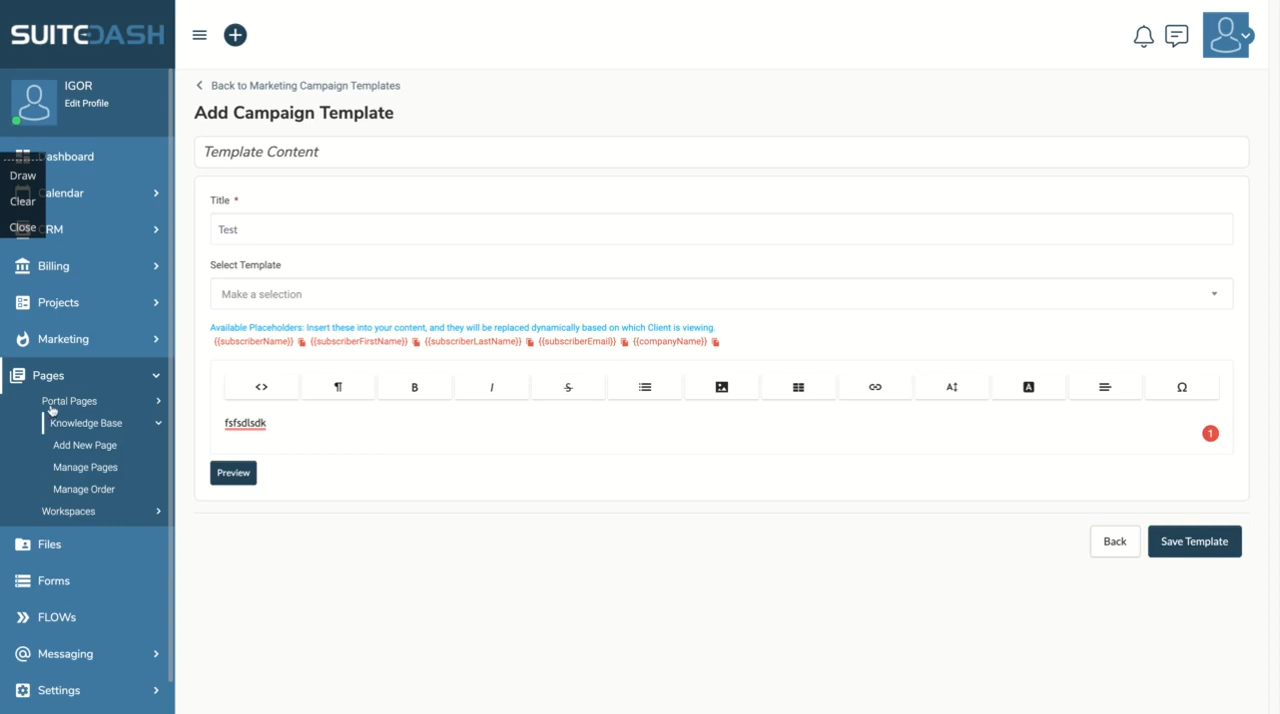 SUITEDASH
IGOR
Edit Profile
Dashboard
Draw
Calendar
Clear
Close
CRM
Billing
Projects
Marketing
Pages
Portal Pages
Knowledge Base
Add New Page
Manage Pages
Manage Order
Workspaces
Files
Forms
FLOWs
Messaging
Settings
Back to Marketing Campaign Templates
Add Campaign Template
Template Content
Title *
Test
Select Template
Make a selection
Available Placeholders: Insert these into your content, and they will be replaced dynamically based on which Client is viewing.
{{subscriberName}} {{subscriberFirstName}} {{subscriberLastName}} {{subscriberEmail}} {{companyName}}
<> ¶ B I S A A Ω
fsfsdlsdk
1
Preview
Back
Save Template